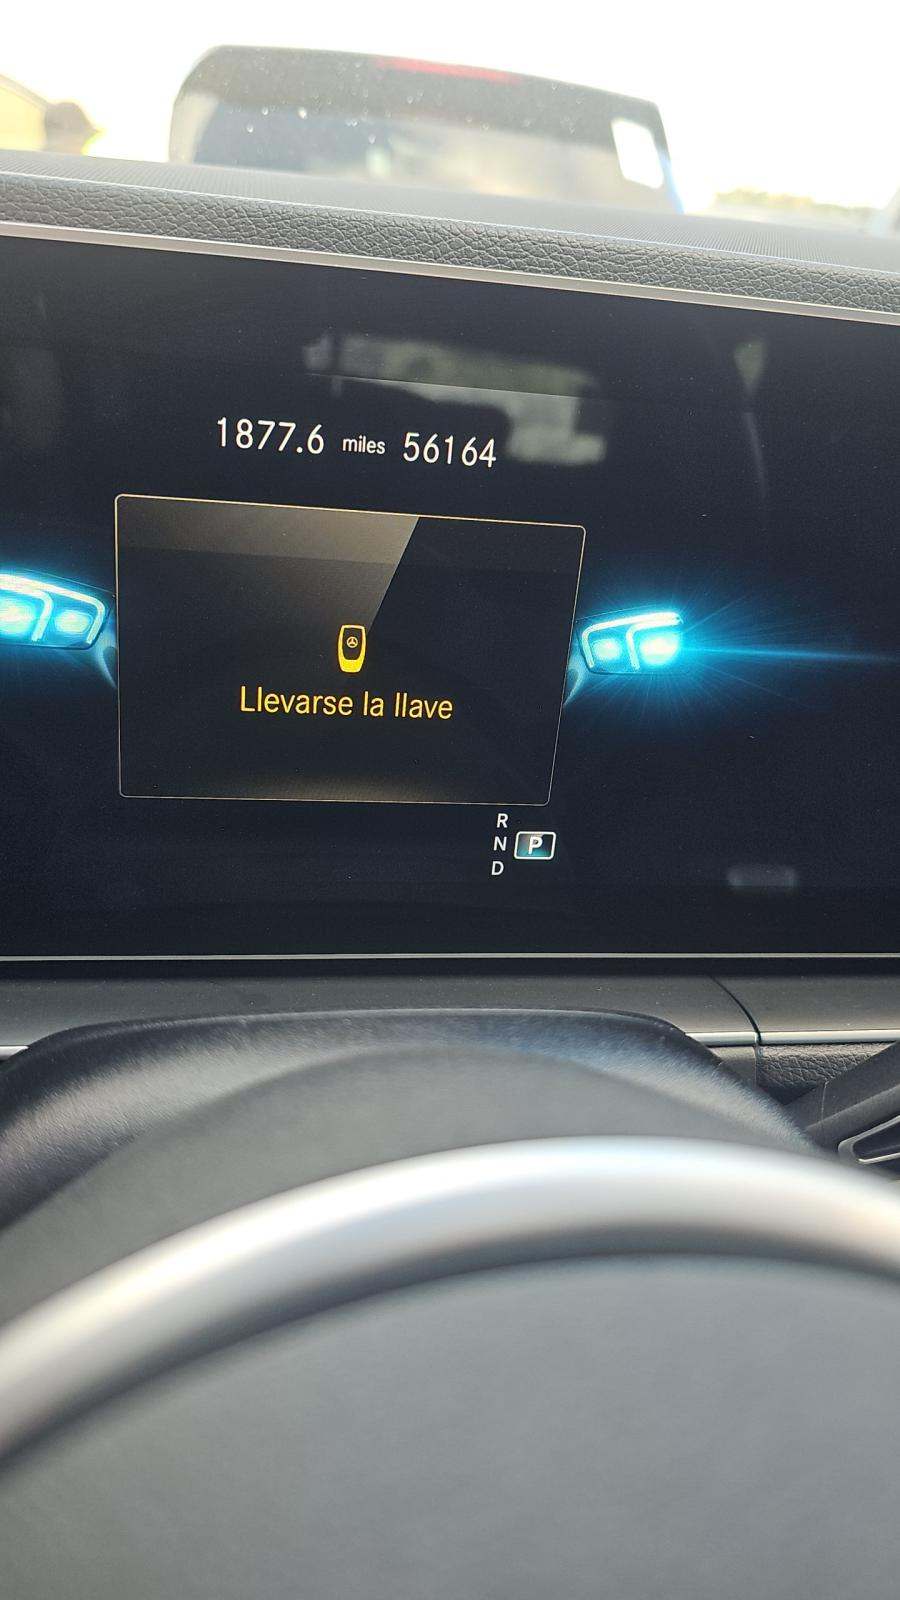 1877.6 miles 56164
Llevarse la llave
R
N P
D